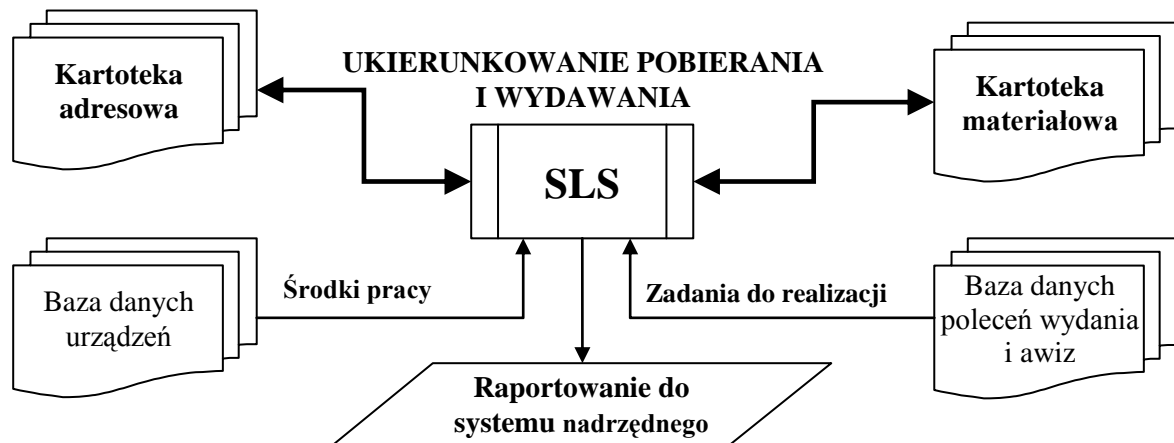 Kartoteka
adresowa
UKIERUNKOWANIE POBIERANIA
I WYDAWANIA
Kartoteka
materiałowa
SLS
Baza danych
urządzeń
Środki pracy
Zadania do realizacji
Baza danych
poleceń wydania
i awiz
Raportowanie do
systemu nadrzędnego